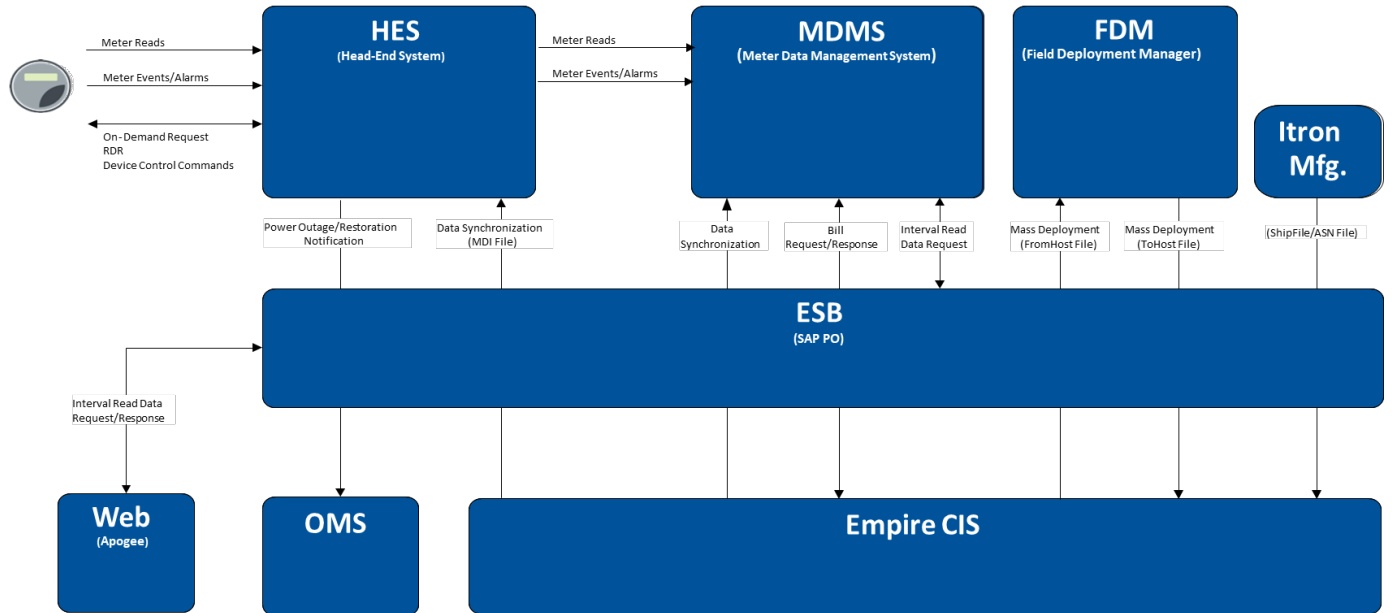 HES
(Head-End System)
MDMS
(Meter Data Management System)
FDM
(Field Deployment Manager)
Meter Reads
Meter Events/Alarms
On-Demand Request
RDR
Device Control Commands
Meter Reads
Meter Events/Alarms
Itron
Mfg.
Power Outage/Restoration
Notification
Data Synchronization
(MDI File)
Data
Synchronization
Bill
Request/Response
Interval Read
Data Request
Mass Deployment
(FromHost File)
Mass Deployment
(ToHost File)
(ShipFile/ASN File)
ESB
(SAP PO)
Interval Read Data
Request/Response
Web
(Apogee)
OMS
Empire CIS